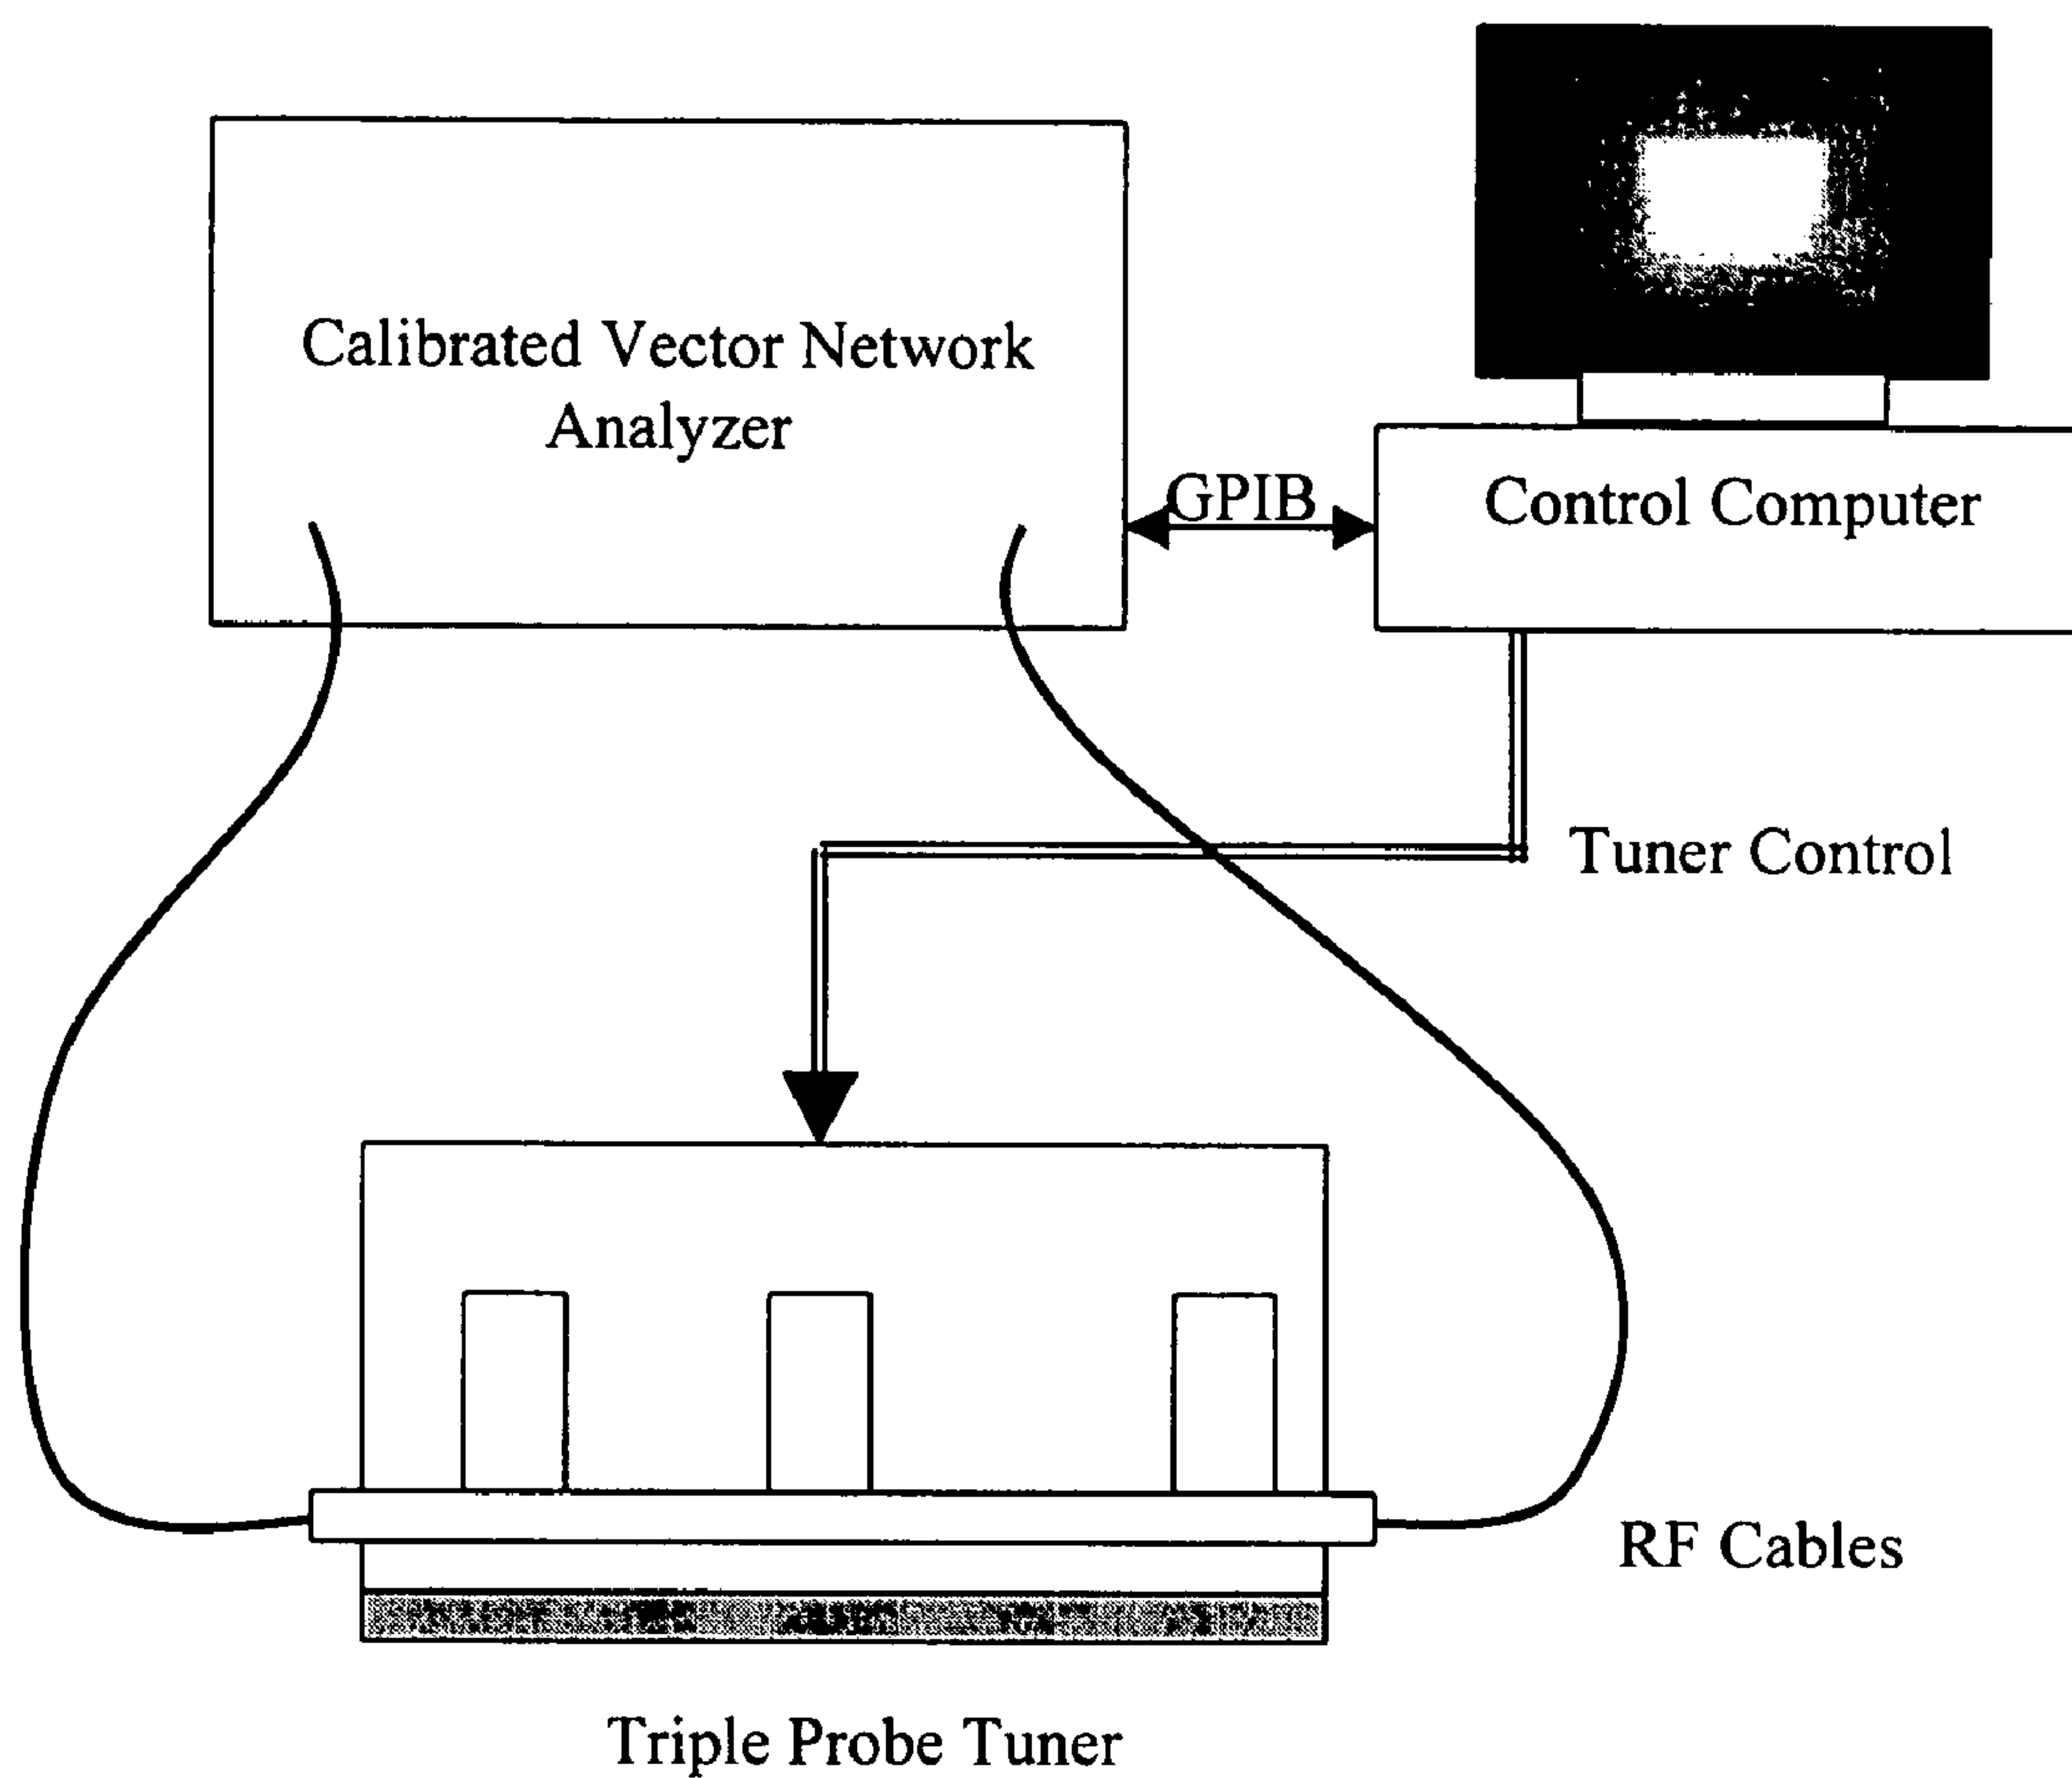 Calibrated Vector Network
Analyzer
GPIB
Control Computer
Tuner Control
RF Cables
Triple Probe Tuner